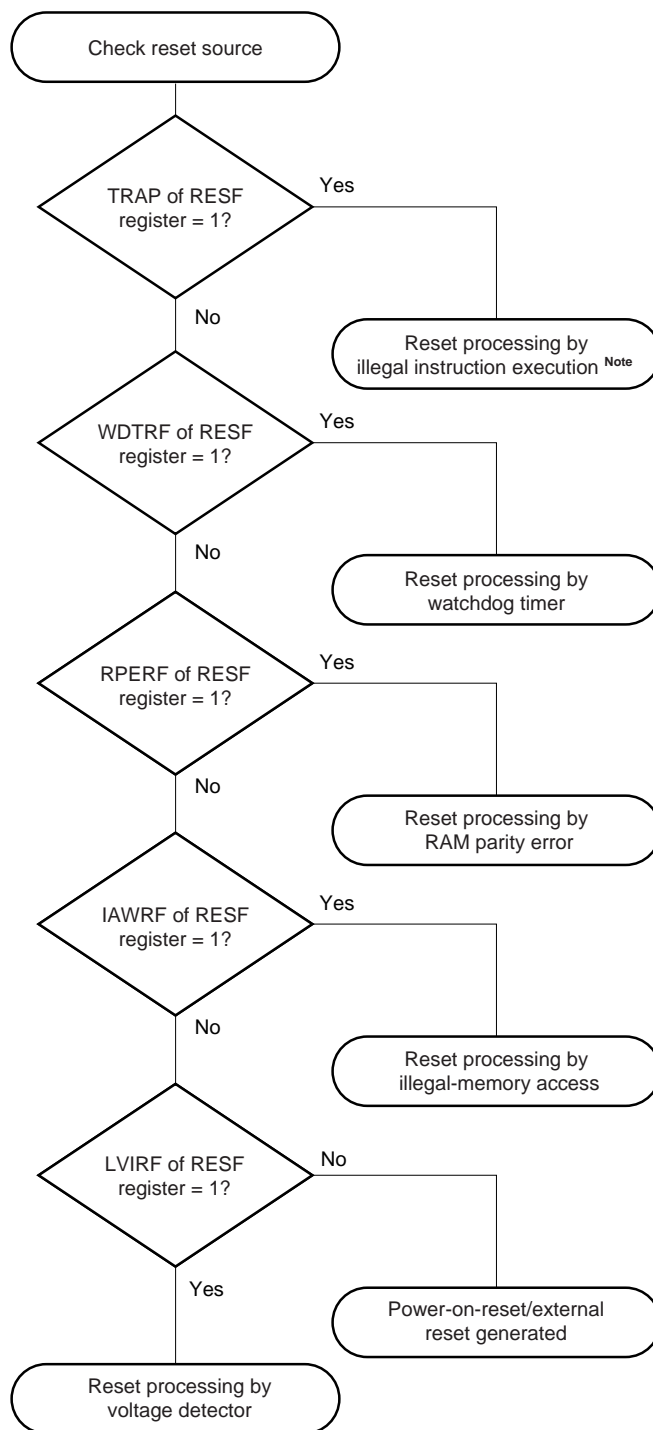 Check reset source
TRAP of RESF
register = 1?
Yes
No
Reset processing by
illegal instruction execution Note
WDTRF of RESF
register = 1?
Yes
No
Reset processing by
watchdog timer
RPERF of RESF
register = 1?
Yes
No
Reset processing by
RAM parity error
IAWRF of RESF
register = 1?
Yes
No
Reset processing by
illegal-memory access
LVIRF of RESF
register = 1?
No
Yes
Power-on-reset/external
reset generated
Reset processing by
voltage detector